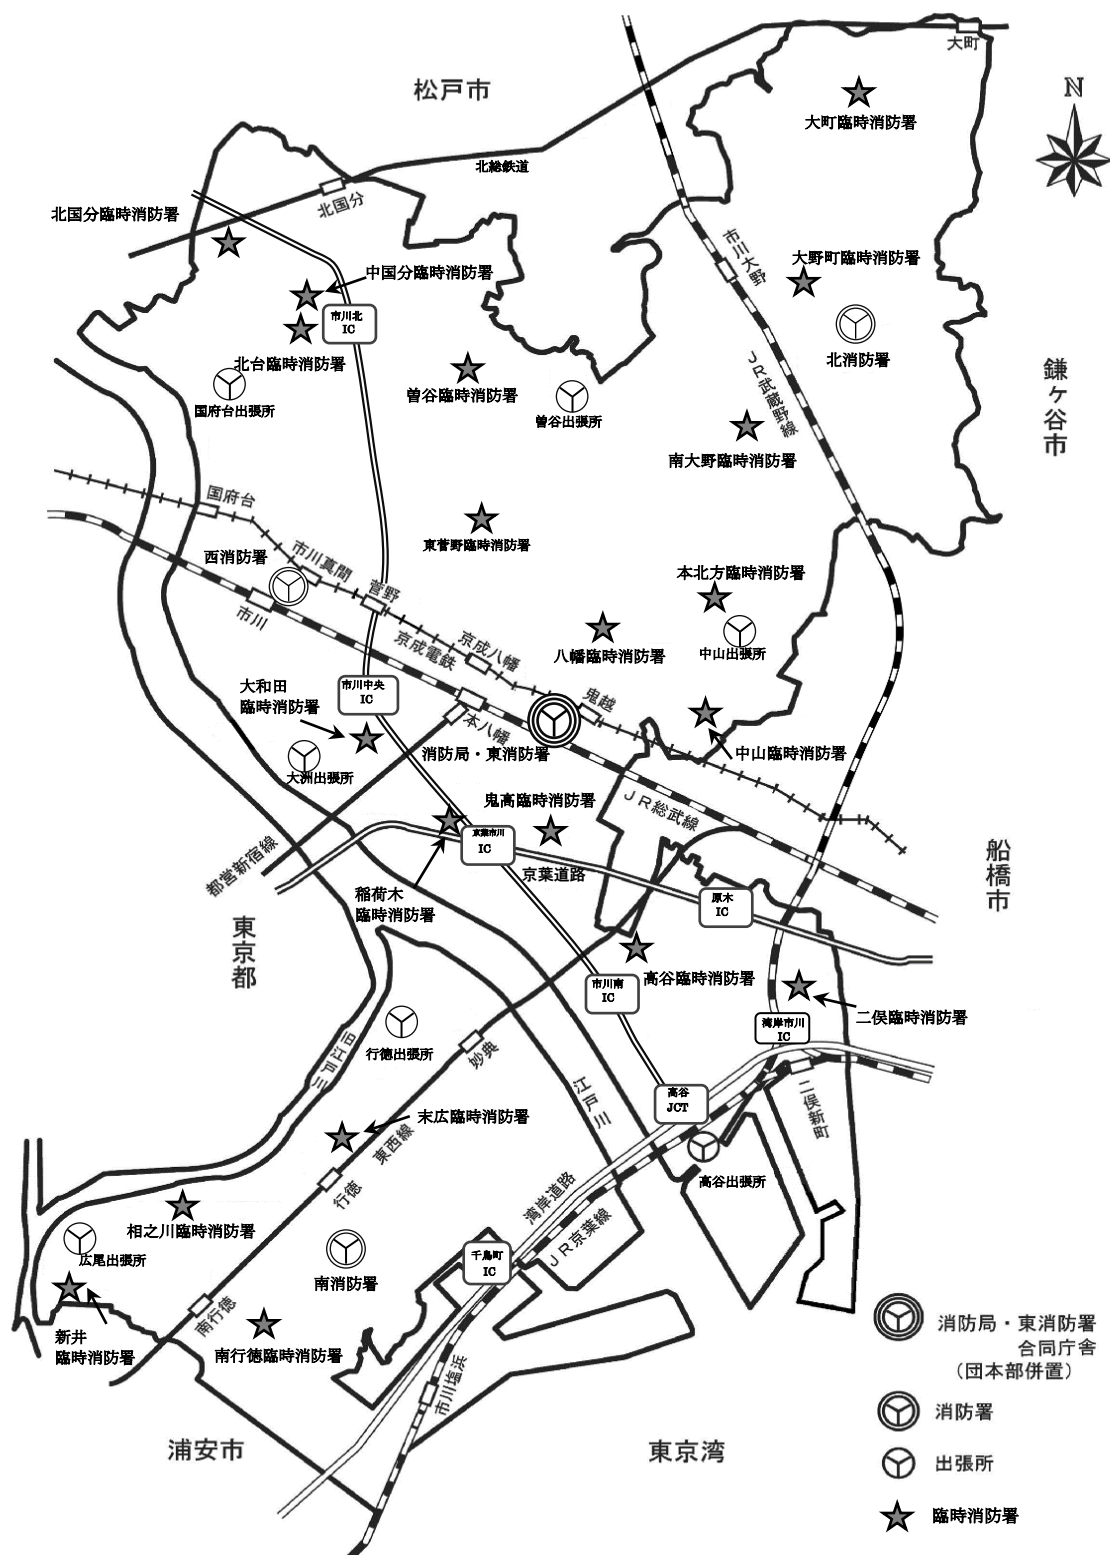 大町
松戸市
N
大町臨時消防署
北総鉄道
北国分
北国分臨時消防署
市川大野
大野町臨時消防署
中国分臨時消防署
市川北
IC
北消防署
北台臨時消防署
JR武蔵野線
鎌ヶ谷市
曽谷臨時消防署
国府台出張所
曽谷出張所
南大野臨時消防署
国府台
東菅野臨時消防署
西消防署
市川真間
菅野
本北方臨時消防署
市川
京成八幡
京成電鉄
八幡臨時消防署
中山出張所
大和田
臨時消防署
市川中央
IC
鬼越
本八幡
消防局・東消防署
中山臨時消防署
大洲出張所
鬼高臨時消防署
JR総武線
京葉市川
IC
都営新宿線
京葉道路
船橋市
稲荷木
臨時消防署
原木
IC
東京都
高谷臨時消防署
市川南
IC
二俣臨時消防署
湾岸市川
IC
行徳出張所
旧江戸川
妙典
江戸川
高谷
JCT
二俣新町
末広臨時消防署
東西線
高谷出張所
行徳
湾岸道路
相之川臨時消防署
JR京葉線
広尾出張所
千鳥町
IC
南消防署
南行徳
新井
臨時消防署
南行徳臨時消防署
市川塩浜
浦安市
東京湾
消防局・東消防署
合同庁舎
(団本部併置)
消防署
出張所
臨時消防署